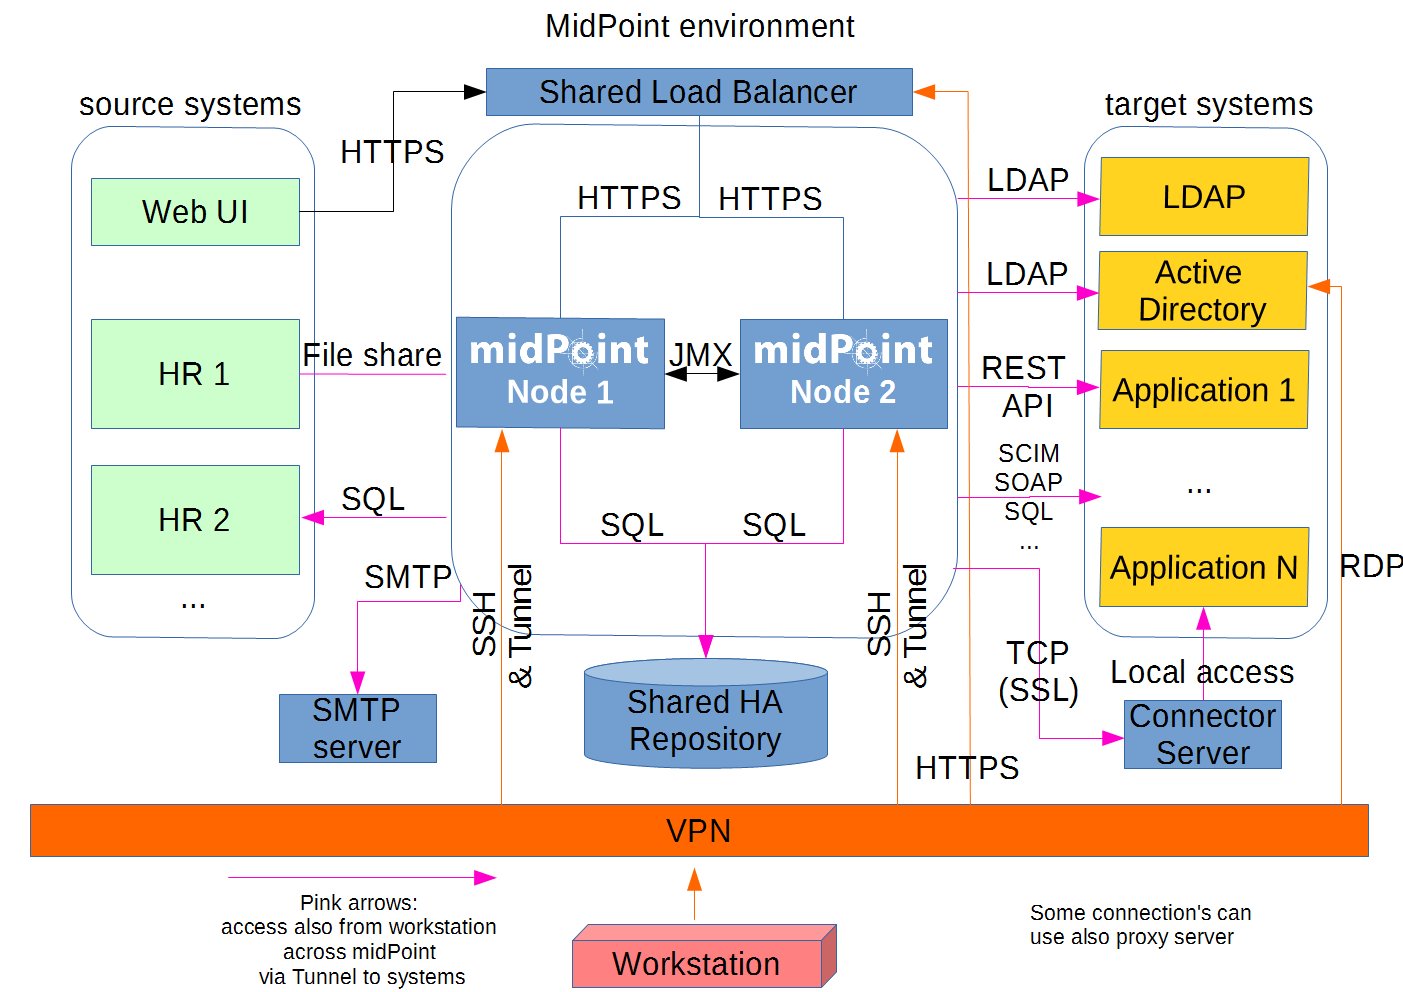 MidPoint environment
Shared Load Balancer
source systems
target systems
HTTPS
Web UI
HTTPS
HTTPS
LDAP
LDAP
LDAP
Active
Directory
HR 1
File share
midPoint
Node 1
JMX
midPoint
Node 2
REST
API
Application 1
SCIM
SOAP
SQL
...
...
HR 2
SQL
...
SQL
SQL
Application N
RDP
SMTP
SSH
& Tunnel
SSH
& Tunnel
TCP
(SSL)
Local access
SMTP
server
Shared HA
Repository
Connector
Server
HTTPS
VPN
Pink arrows:
access also from workstation
across midPoint
via Tunnel to systems
Workstation
Some connection's can
use also proxy server